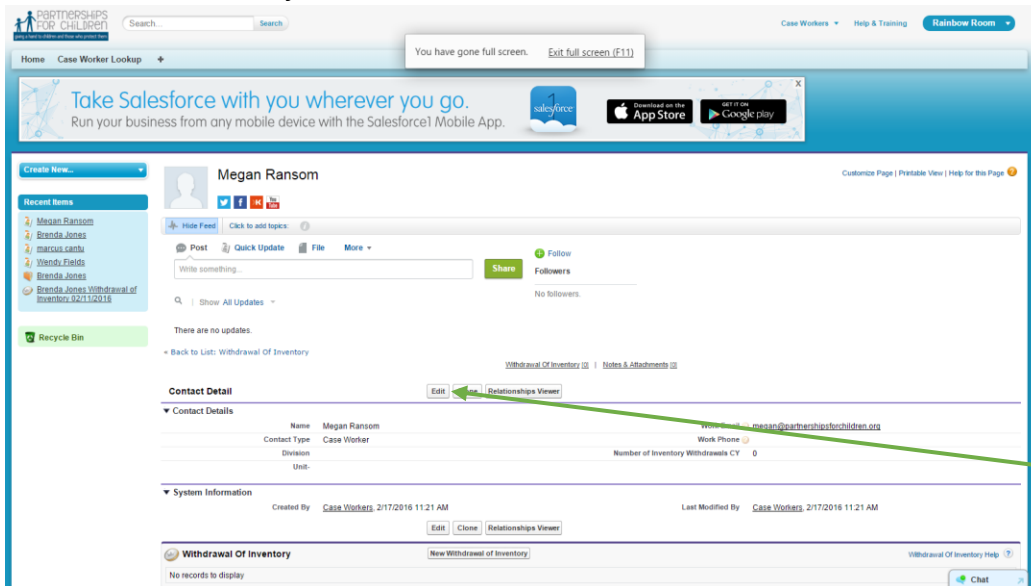 PARTNERSHIPS
FOR CHILDREN
Search...
Search
Case Workers
Help & Training
Rainbow Room
You have gone full screen. Exit full screen (F11)
Home Case Worker Lookup +
Take Salesforce with you wherever you go.
Run your business from any mobile device with the Salesforce1 Mobile App.
salesforce
1
Download on the
App Store
GET IT ON
Google play
X
Create New...
Recent Items
Megan Ransom
Brenda Jones
marcus cantu
Wendy Fields
Brenda Jones
Brenda Jones Withdrawal of
Inventory 02/11/2016
Recycle Bin
Megan Ransom
Customize Page | Printable View | Help for this Page
You
Tube
Hide Feed Click to add topics:
Post Quick Update File More
Write something...
Share
Follow
Followers
No followers.
Show All Updates
There are no updates.
« Back to List: Withdrawal Of Inventory
Withdrawal Of Inventory [0] | Notes & Attachments [0]
Contact Detail
Edit Relationships Viewer
Contact Details
Name Megan Ransom
megan@partnershipsforchildren.org
Contact Type Case Worker
Work Phone
Division
Number of Inventory Withdrawals CY 0
Unit-
System Information
Created By Case Workers, 2/17/2016 11:21 AM
Last Modified By Case Workers, 2/17/2016 11:21 AM
Edit Clone Relationships Viewer
Withdrawal Of Inventory
New Withdrawal of Inventory
Withdrawal Of Inventory Help ?
No records to display
Chat